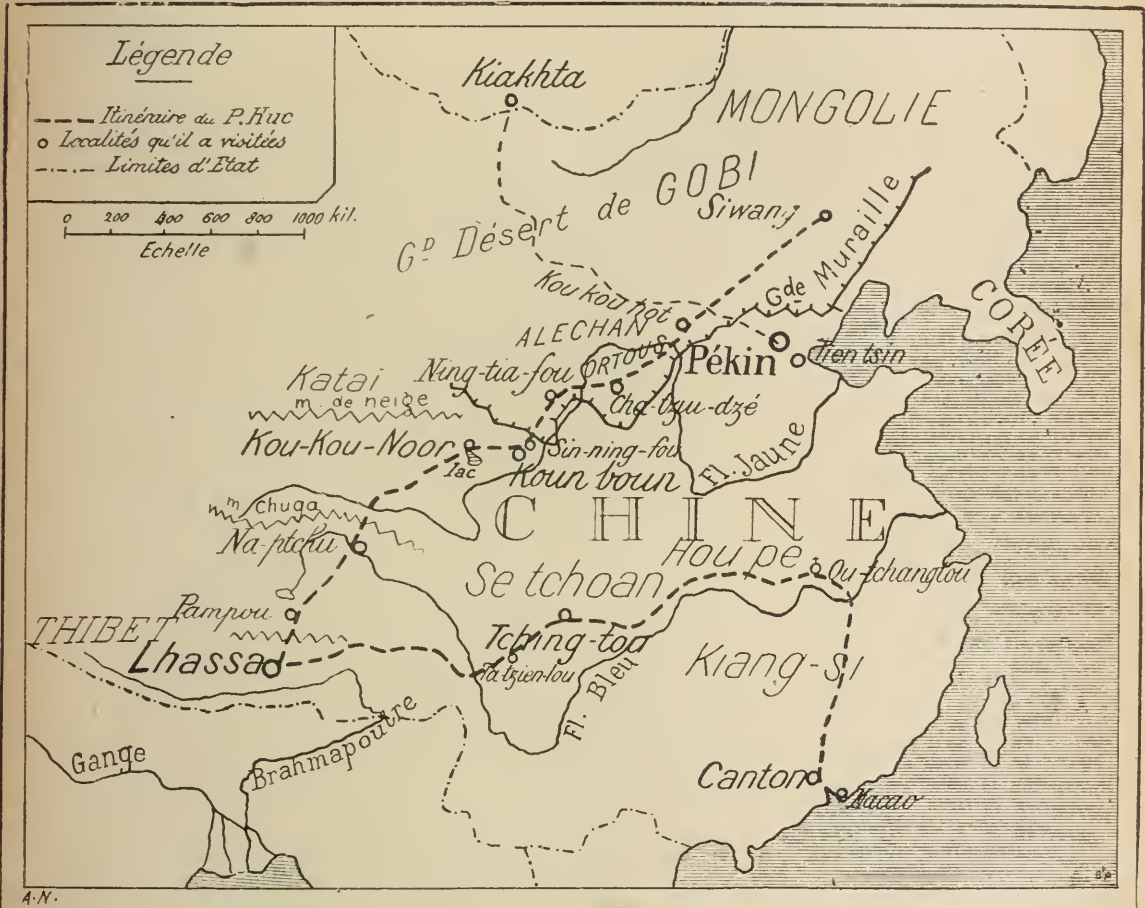 Légende
Itinéraire du P. Huc
Localités qu'il a visitées
Limites d'Etat
0 200 400 600 800 1000 kil.
Echelle
Kiakhta
MONGOLIE
Gᴰ Désert de GOBI
Siwang
Gde Muraille
Kou kou hot
ALECHAN
ORTOUS
Pékin
Tien tsin
CORÉE
Katai
m. de neige
Ning-tia-fou
Cha-tzu-dzé
Kou-Kou-Noor
lac
Sin-ning-fou
Koun boun
Fl. Jaune
CHINE
m. Chuga
Na-ptchu
Se tchoan
Hou pe
Ou-tchangfou
Pampou
THIBET
Lhassa
Tching-tou
Ta tzien-lou
Fl. Bleu
Kiang-si
Gange
Brahmapoutre
Canton
Macao
A.N.